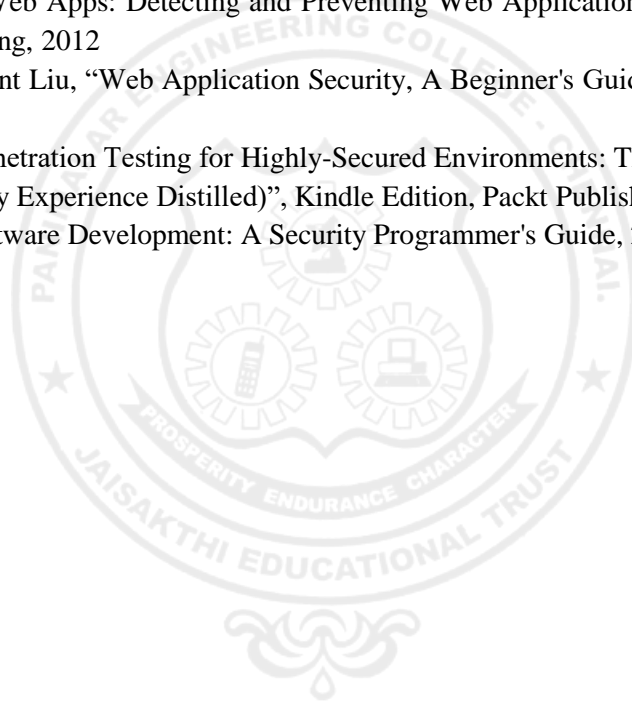 Web Apps: Detecting and Preventing Web Application
ng, 2012
nt Liu, “Web Application Security, A Beginner's Guid
netration Testing for Highly-Secured Environments: T
y Experience Distilled)”, Kindle Edition, Packt Publish
tware Development: A Security Programmer's Guide,
ENGINEERING COLLEGE - CHENNAI.
PROSPERITY ENDURANCE CHARACTER
JAISAKTHI EDUCATIONAL TRUST